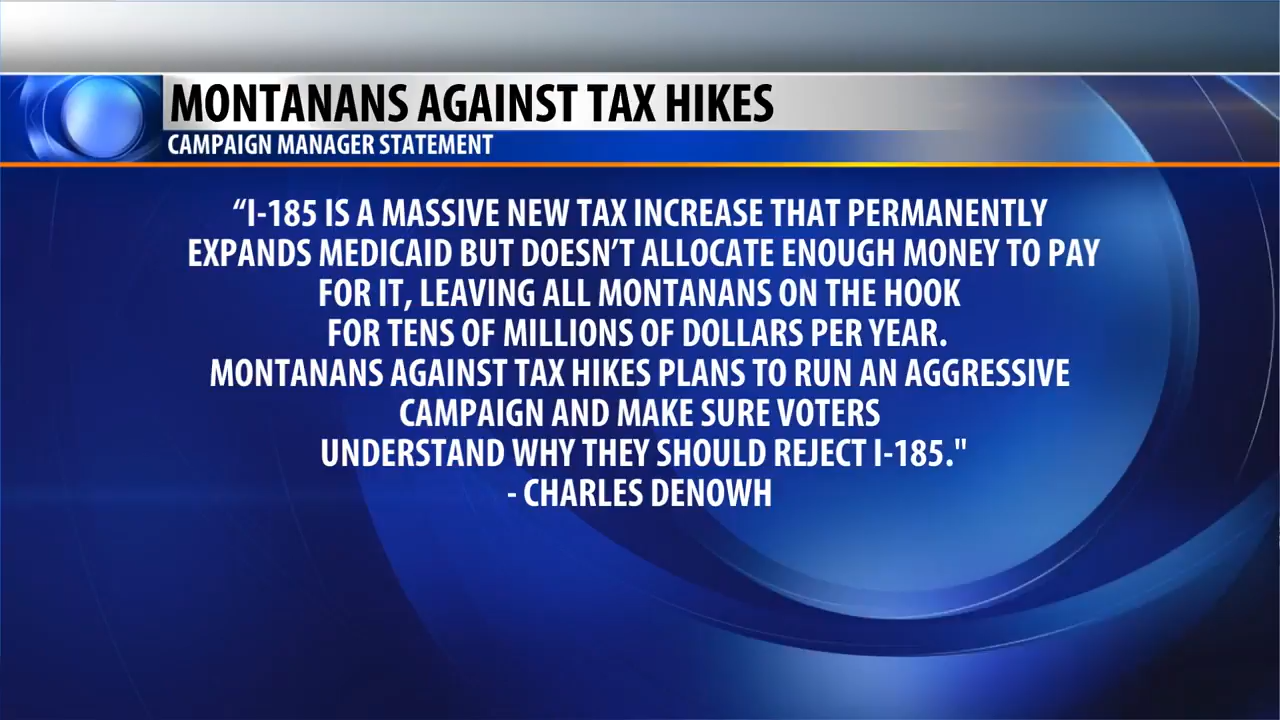 MONTANANS AGAINST TAX HIKES
CAMPAIGN MANAGER STATEMENT
“I-185 IS A MASSIVE NEW TAX INCREASE THAT PERMANENTLY
EXPANDS MEDICAID BUT DOESN’T ALLOCATE ENOUGH MONEY TO PAY
FOR IT, LEAVING ALL MONTANANS ON THE HOOK
FOR TENS OF MILLIONS OF DOLLARS PER YEAR.
MONTANANS AGAINST TAX HIKES PLANS TO RUN AN AGGRESSIVE
CAMPAIGN AND MAKE SURE VOTERS
UNDERSTAND WHY THEY SHOULD REJECT I-185."
- CHARLES DENOWH